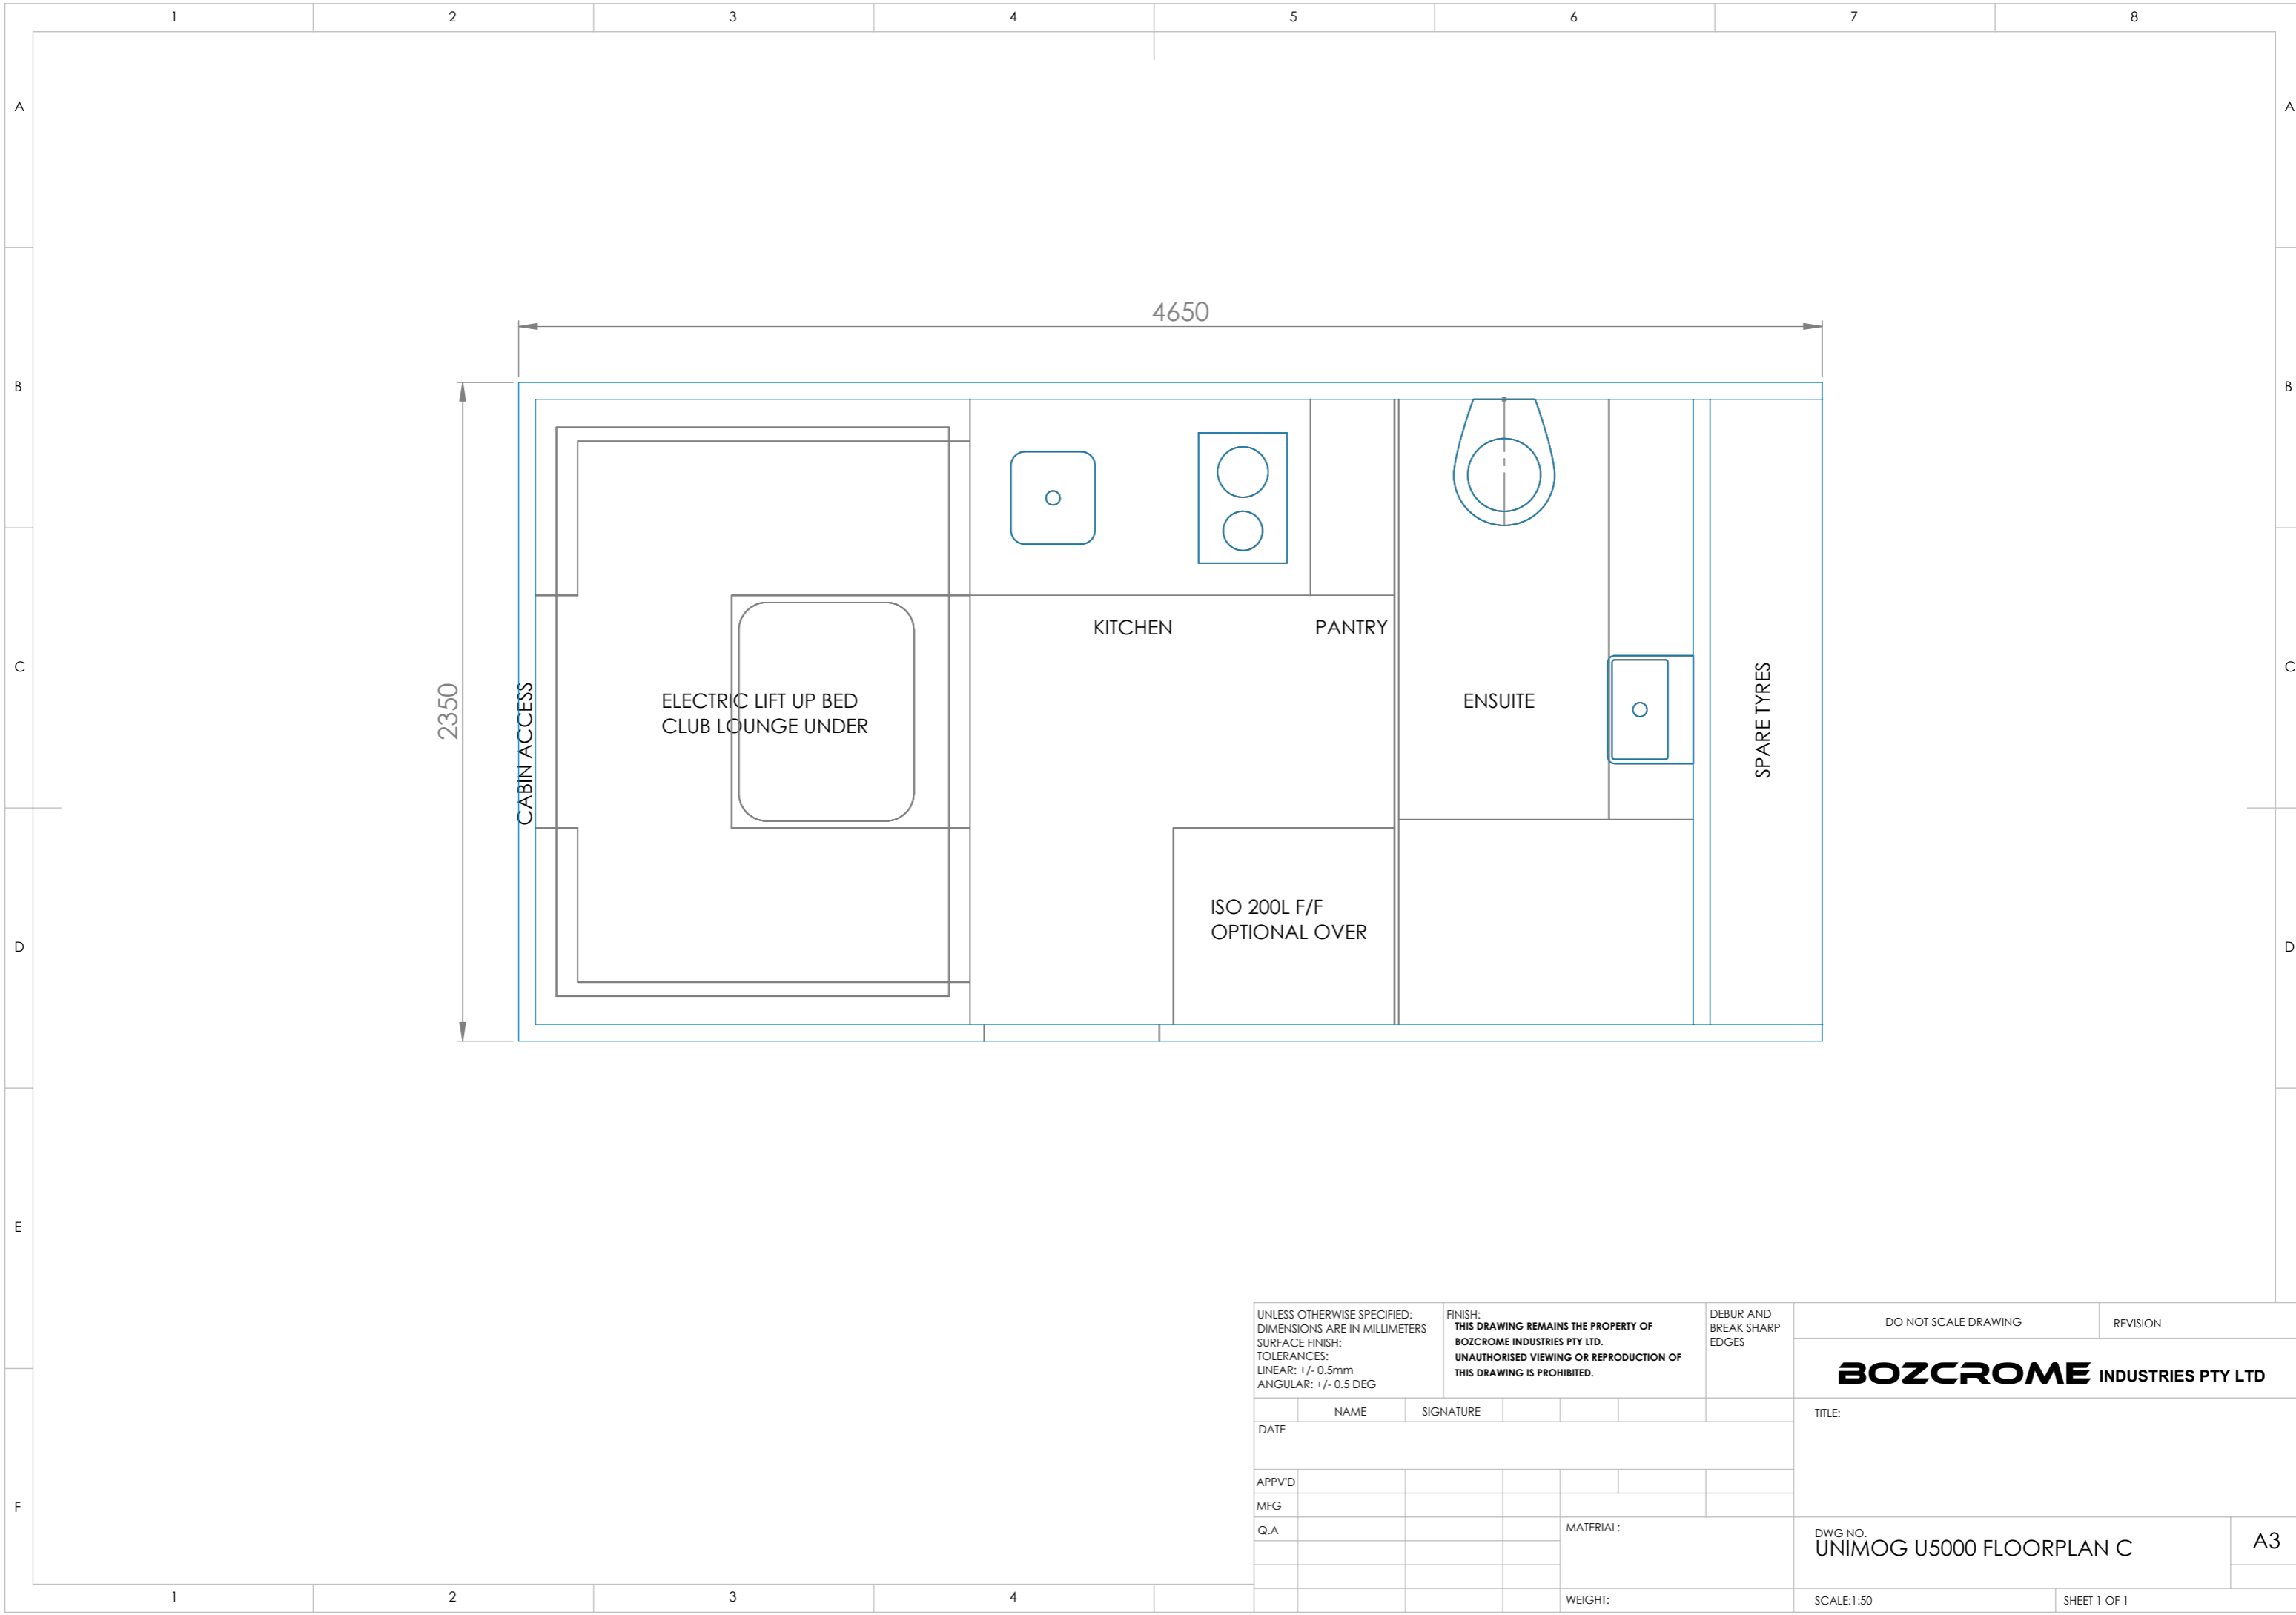 1 2 3 4 5 6 7 8
A A
4650
B B
KITCHEN PANTRY
C C
2350
CABIN ACCESS
ELECTRIC LIFT UP BED
CLUB LOUNGE UNDER
ENSUITE
SPARE TYRES
ISO 200L F/F
OPTIONAL OVER
D D
E
F
UNLESS OTHERWISE SPECIFIED:
DIMENSIONS ARE IN MILLIMETERS
SURFACE FINISH:
TOLERANCES:
LINEAR: +/- 0.5mm
ANGULAR: +/- 0.5 DEG
FINISH:
THIS DRAWING REMAINS THE PROPERTY OF
BOZCROME INDUSTRIES PTY LTD.
UNAUTHORISED VIEWING OR REPRODUCTION OF
THIS DRAWING IS PROHIBITED.
DEBUR AND
BREAK SHARP
EDGES
DO NOT SCALE DRAWING
REVISION
BOZCROME INDUSTRIES PTY LTD
NAME SIGNATURE
DATE
TITLE:
APPV'D
MFG
Q.A
MATERIAL:
DWG NO.
UNIMOG U5000 FLOORPLAN C
A3
WEIGHT:
SCALE:1:50
SHEET 1 OF 1
1 2 3 4